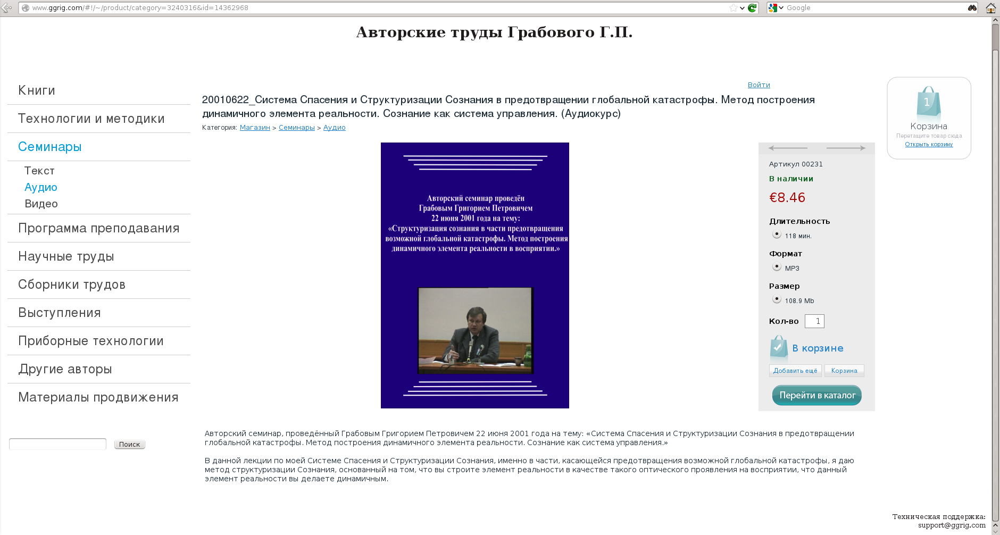 www.ggrig.com/#!/~/product/category=3240316&id=14362968
Google
Авторские труды Грабового Г.П.
Книги
Технологии и методики
Семинары
Текст
Аудио
Видео
Программа преподавания
Научные труды
Сборники трудов
Выступления
Приборные технологии
Другие авторы
Материалы продвижения
Поиск
Войти
20010622_Система Спасения и Структуризации Сознания в предотвращении глобальной катастрофы. Метод построения
динамичного элемента реальности. Сознание как система управления. (Аудиокурс)
Категория: Магазин > Семинары > Аудио
Авторский семинар проведён
Грабовым Григорием Петровичем
22 июня 2001 года на тему:
«Структуризация сознания в части предотвращения
возможной глобальной катастрофы. Метод построения
динамичного элемента реальности в восприятии.»
Артикул 00231
В наличии
€8.46
Длительность
118 мин.
Формат
MP3
Размер
108.9 Mb
Кол-во 1
В корзине
Добавить ещё Корзина
Перейти в каталог
1
Корзина
Перетащите товар сюда
Открыть корзину
Авторский семинар, проведённый Грабовым Григорием Петровичем 22 июня 2001 года на тему: «Система Спасения и Структуризации Сознания в предотвращении
глобальной катастрофы. Метод построения динамичного элемента реальности. Сознание как система управления.»
В данной лекции по моей Системе Спасения и Структуризации Сознания, именно в части, касающейся предотвращения возможной глобальной катастрофы, я даю
метод структуризации Сознания, основанный на том, что вы строите элемент реальности в качестве такого оптического проявления на восприятии, что данный
элемент реальности вы делаете динамичным.
Техническая поддержка:
support@ggrig.com